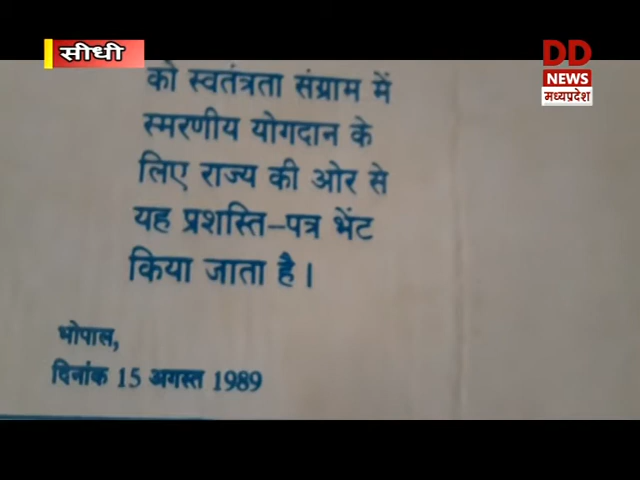 सीधी
DD
NEWS
मध्यप्रदेश
को स्वतंत्रता संग्राम में
स्मरणीय योगदान के
लिए राज्य की ओर से
यह प्रशस्ति-पत्र भेंट
किया जाता है।
भोपाल,
दिनांक 15 अगस्त 1989